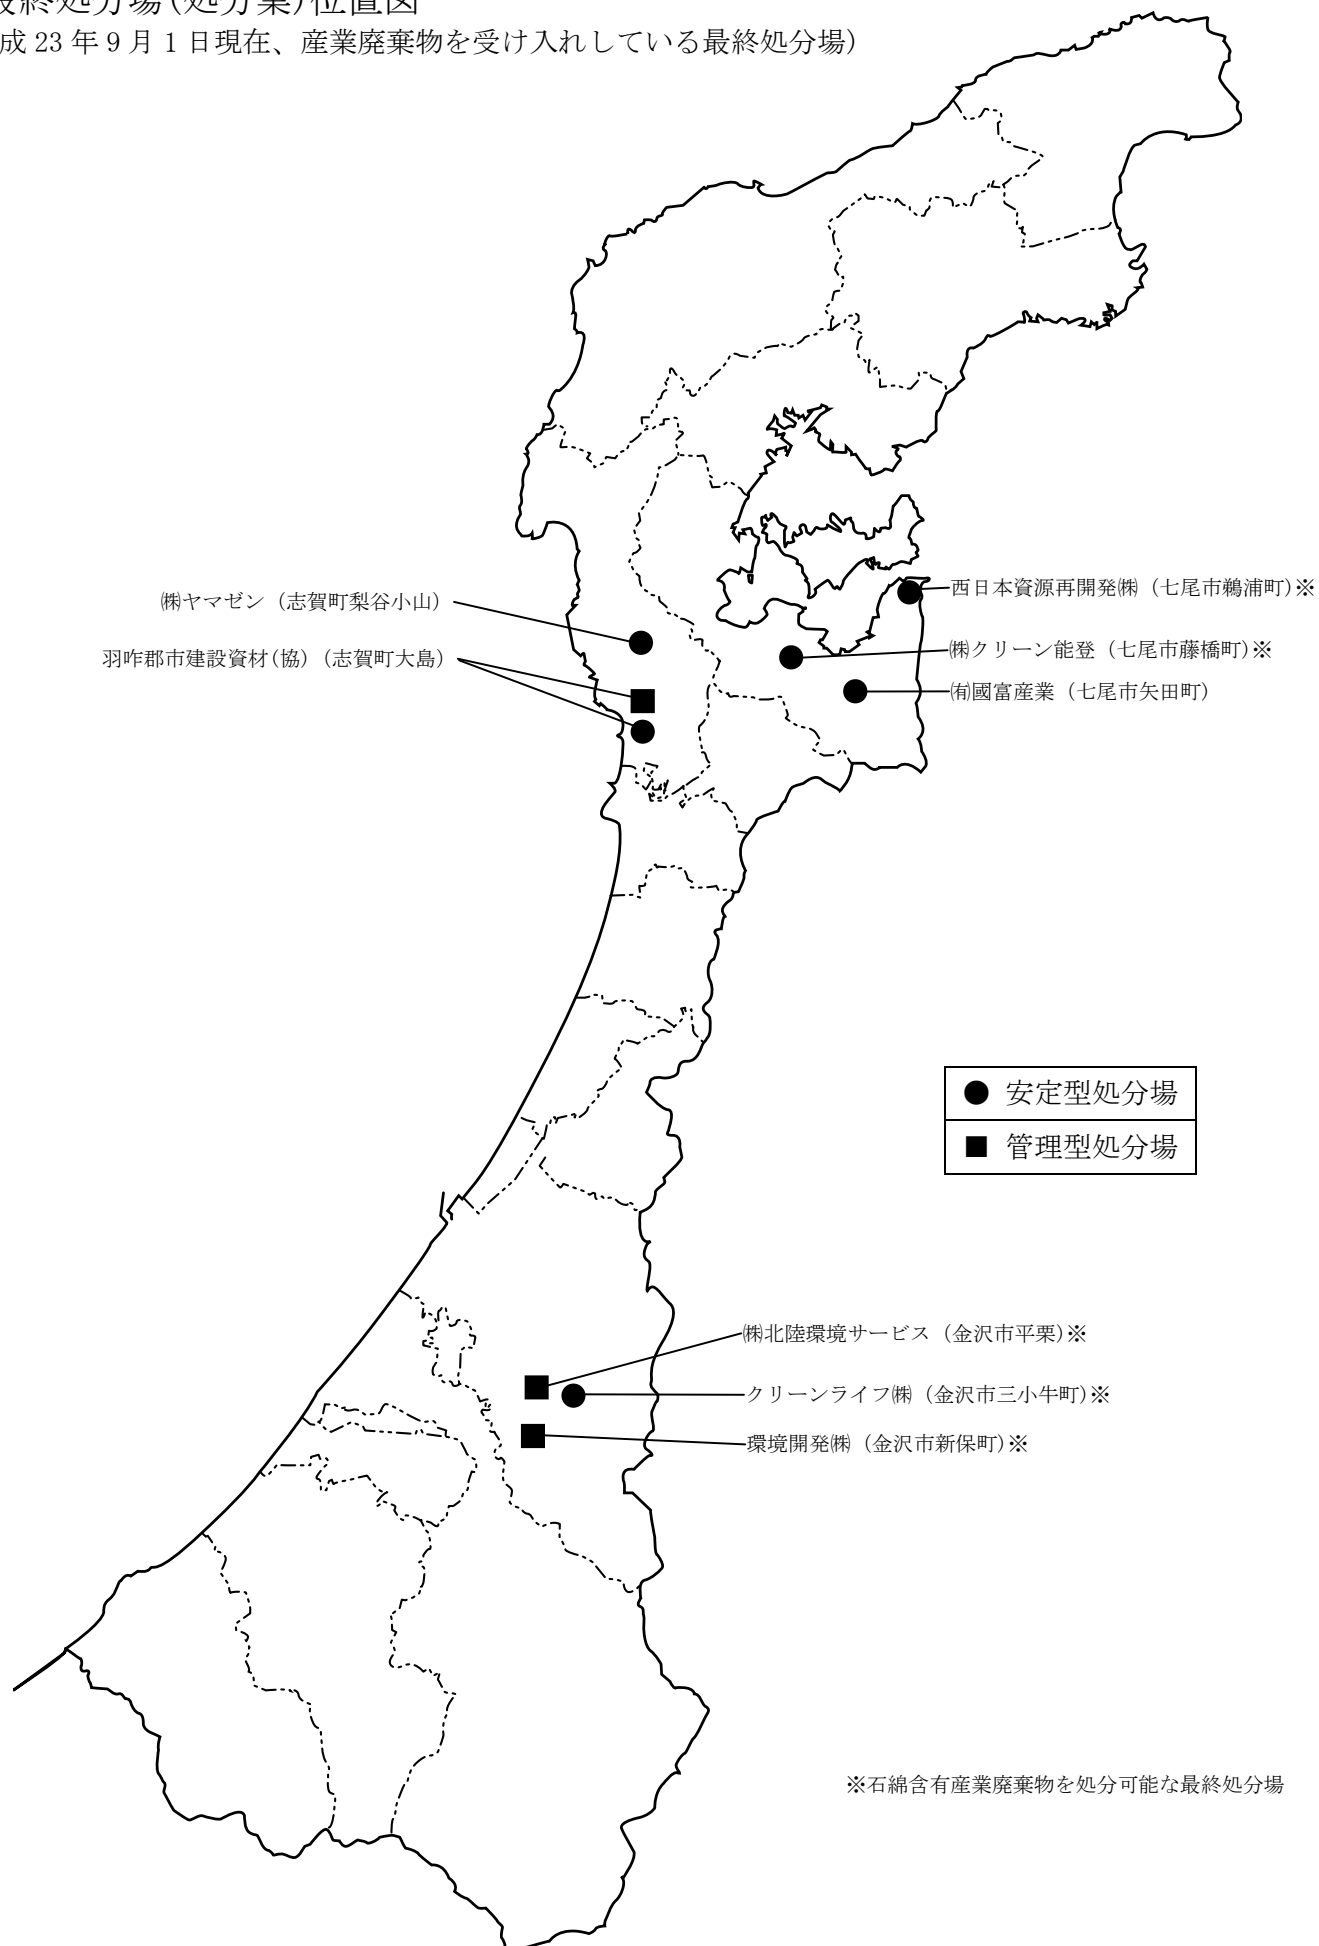 最終処分場(処分業)位置図
成 23 年 9 月 1 日現在、産業廃棄物を受け入れしている最終処分場)
㈱ヤマゼン（志賀町梨谷小山）
羽咋郡市建設資材(協)（志賀町大島）
西日本資源再開発㈱（七尾市鵜浦町)※
㈱クリーン能登（七尾市藤橋町)※
㈲國富産業（七尾市矢田町）
● 安定型処分場
■ 管理型処分場
㈱北陸環境サービス（金沢市平栗)※
クリーンライフ㈱（金沢市三小牛町)※
環境開発㈱（金沢市新保町)※
※石綿含有産業廃棄物を処分可能な最終処分場